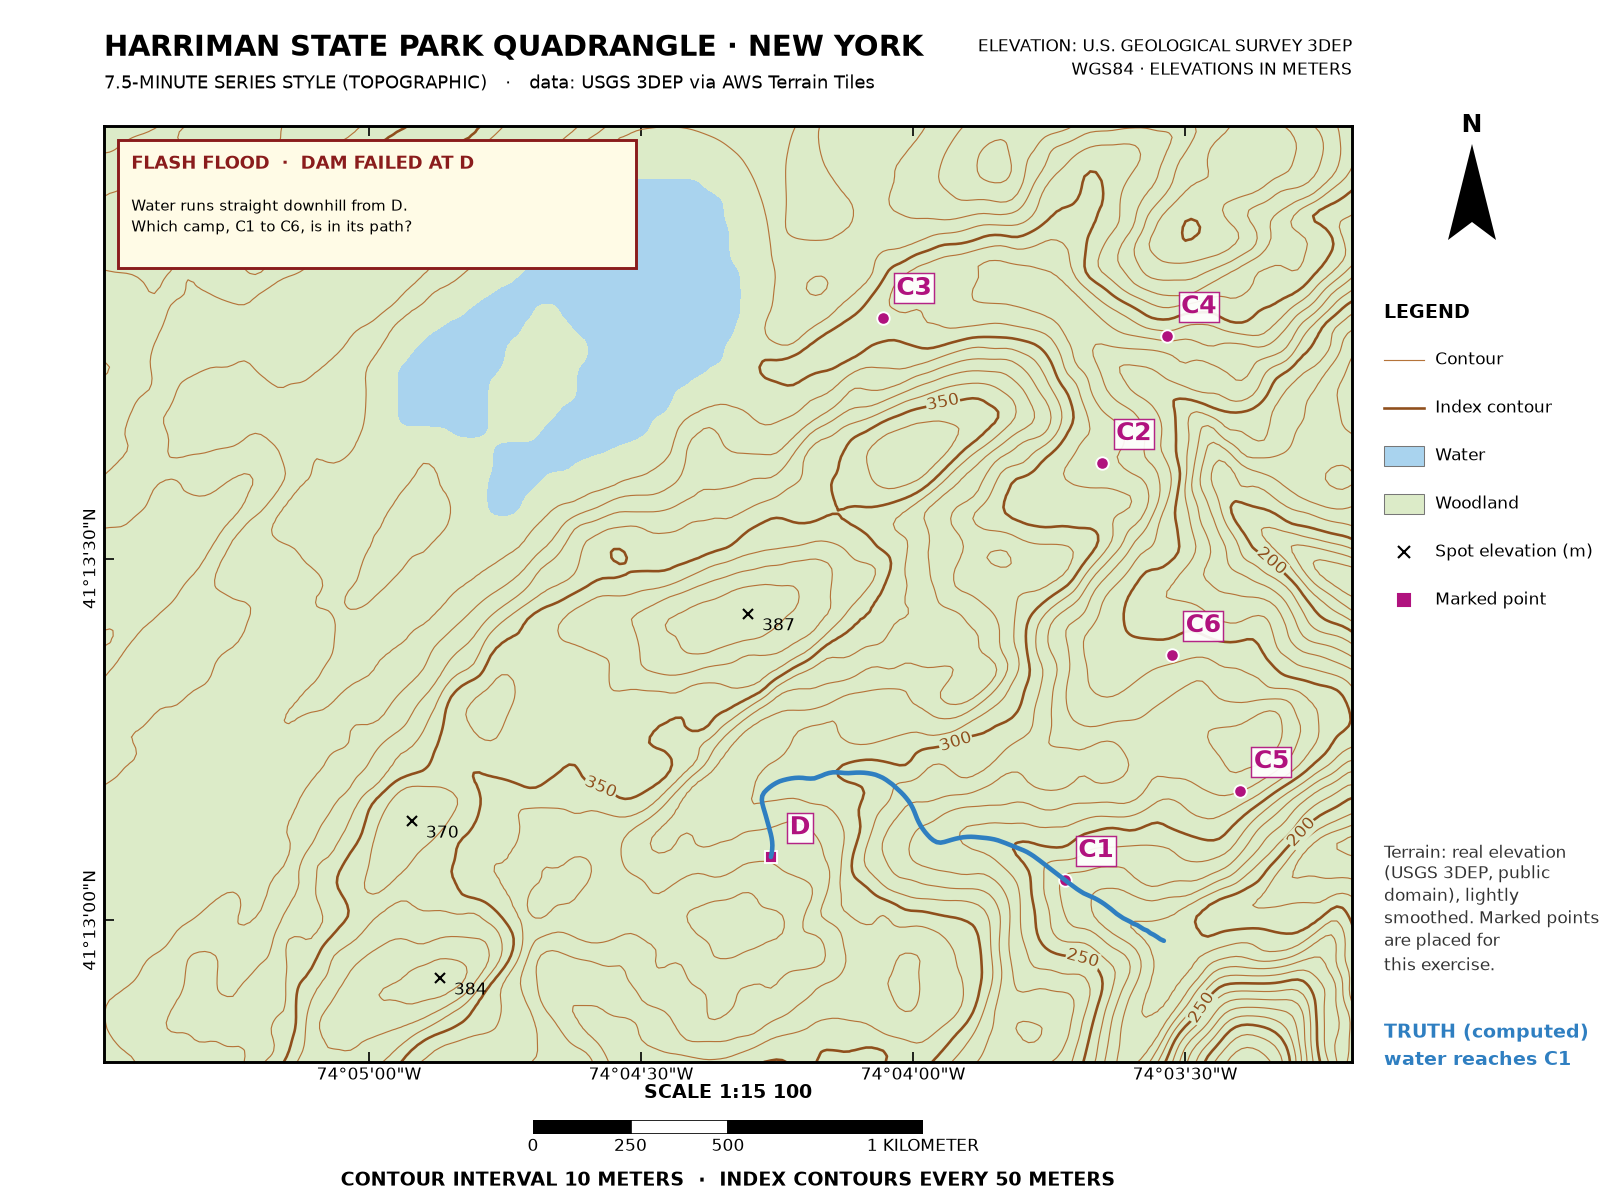 HARRIMAN STATE PARK QUADRANGLE · NEW YORK
7.5-MINUTE SERIES STYLE (TOPOGRAPHIC) · data: USGS 3DEP via AWS Terrain Tiles
ELEVATION: U.S. GEOLOGICAL SURVEY 3DEP
WGS84 · ELEVATIONS IN METERS
FLASH FLOOD · DAM FAILED AT D
Water runs straight downhill from D.
Which camp, C1 to C6, is in its path?
C3
C4
350
C2
200
387
C6
300
C5
350
370
D
200
C1
250
384
250
41°13'30"N
41°13'00"N
74°05'00"W
74°04'30"W
74°04'00"W
74°03'30"W
N
LEGEND
Contour
Index contour
Water
Woodland
Spot elevation (m)
Marked point
Terrain: real elevation
(USGS 3DEP, public
domain), lightly
smoothed. Marked points
are placed for
this exercise.
TRUTH (computed)
water reaches C1
SCALE 1:15 100
0 250 500 1 KILOMETER
CONTOUR INTERVAL 10 METERS · INDEX CONTOURS EVERY 50 METERS